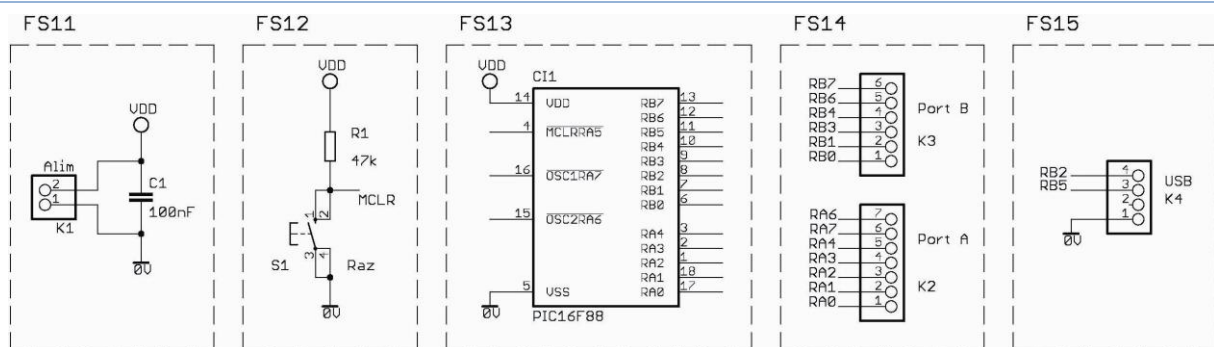 FS11
VDD
Alim
2
1
K1
C1
100nF
0V
FS12
VDD
R1
47k
1
2
MCLR
3
4
S1
Raz
0V
FS13
VDD
CI1
14
VDD
4
MCLRRA5
16
OSC1RA7
15
OSC2RA6
5
VSS
0V
RB7 13
RB6 12
RB5 11
RB4 10
RB3 9
RB2 8
RB1 7
RB0 6
RA4 3
RA3 2
RA2 1
RA1 18
RA0 17
PIC16F88
FS14
RB7 6
RB6 5
RB4 4
RB3 3
RB1 2
RB0 1
Port B
K3
RA6 7
RA7 6
RA4 5
RA3 4
RA2 3
RA1 2
RA0 1
Port A
K2
FS15
RB2 4
RB5 3
2
1
USB
K4
0V